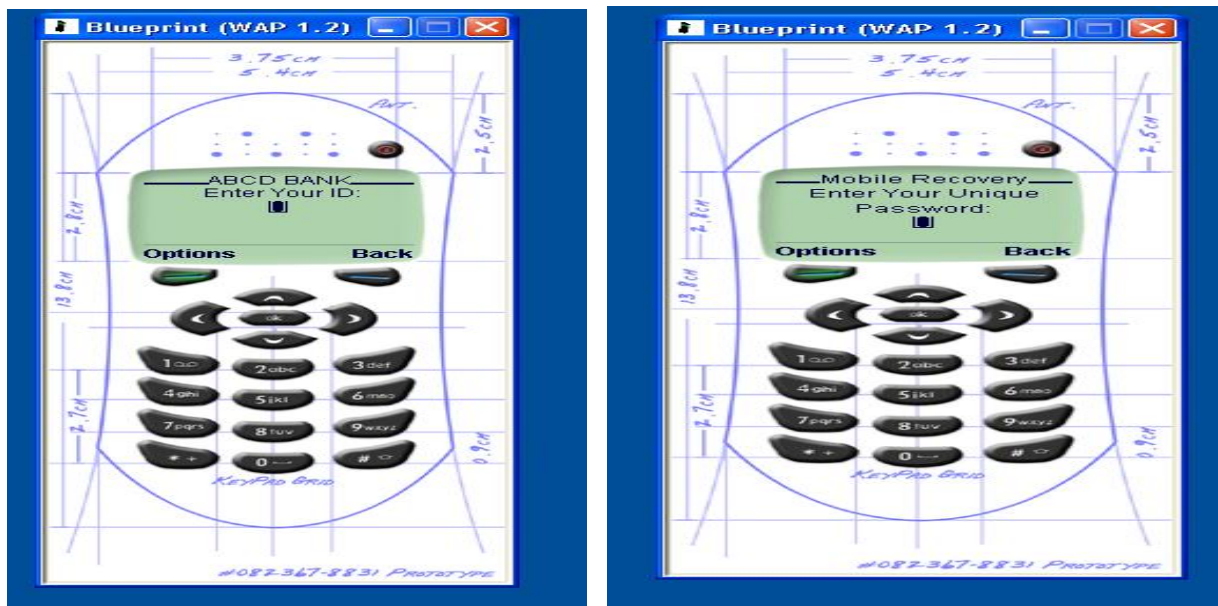 Blueprint (WAP 1.2)
3.75cm
5.4cm
ANT.
2,5cm
ABCD BANK
Enter Your ID:
2,8cm
Options Back
13,8cm
ok
1 2abc 3def
4ghi 5jkl 6mno
7pqrs 8tuv 9wxyz
* + 0 #
2,7cm
0.9cm
KEYPAD GRID
#082367-8831 PROTOTYPE
Blueprint (WAP 1.2)
3.75cm
5.4cm
ANT.
2,5cm
Mobile Recovery
Enter Your Unique
Password:
2,8cm
Options Back
13,8cm
ok
1 2abc 3def
4ghi 5jkl 6mno
7pqrs 8tuv 9wxyz
* + 0 #
2,7cm
0.9cm
KEYPAD GRID
#082367-8831 PROTOTYPE